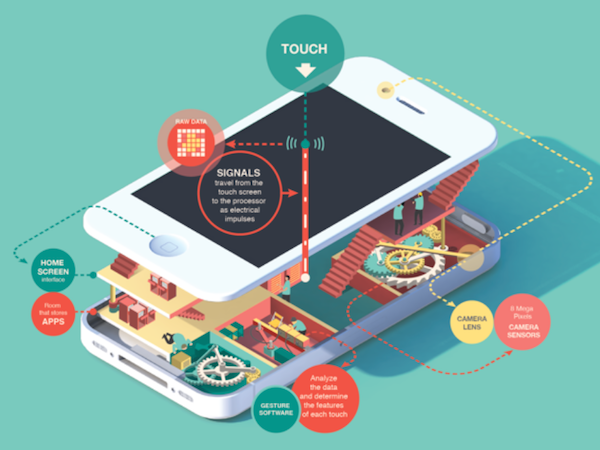 TOUCH
RAW DATA
SIGNALS
travel from the
touch screen
to the processor
as electrical
impulses
HOME
SCREEN
interface
Room
that stores
APPS
CAMERA
LENS
8 Mega
Pixels
CAMERA
SENSORS
GESTURE
SOFTWARE
Analyze
the data
and determine
the features
of each touch